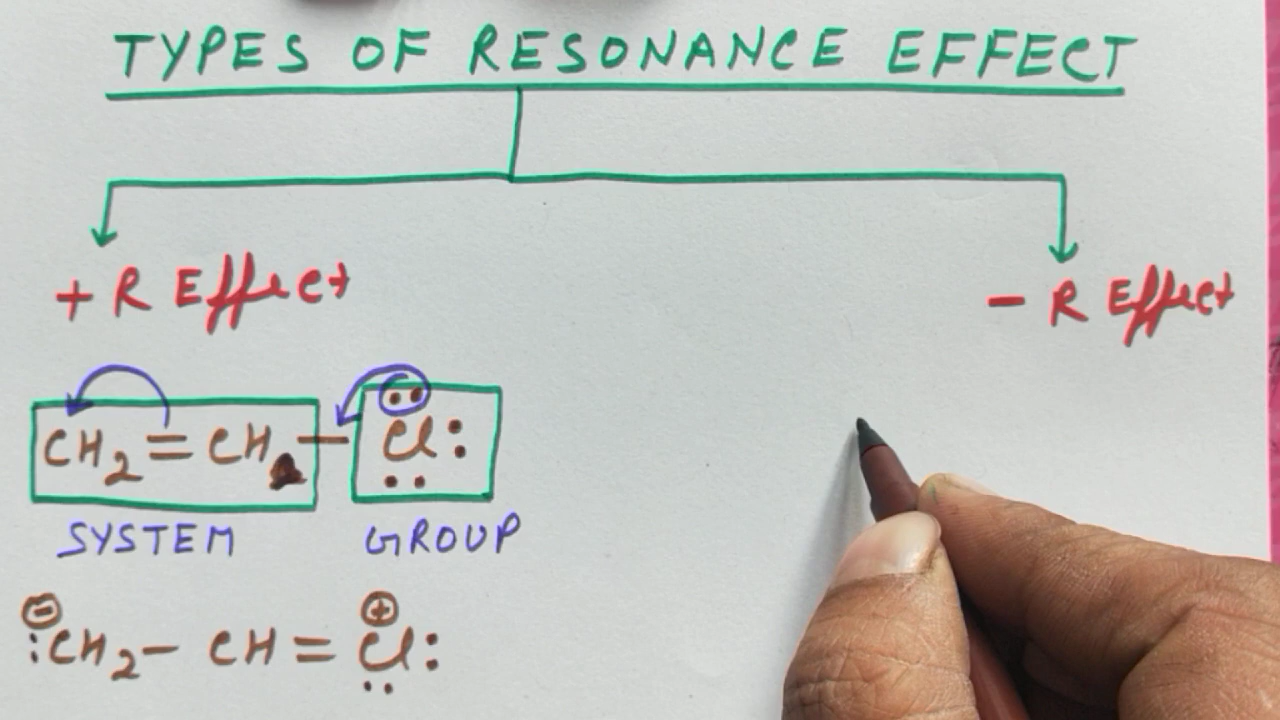 TYPES OF RESONANCE EFFECT
+ R Effect
- R Effect
CH2 = CH — Cl:
SYSTEM GROUP
⊖ ⊕
:CH2 - CH = Cl: